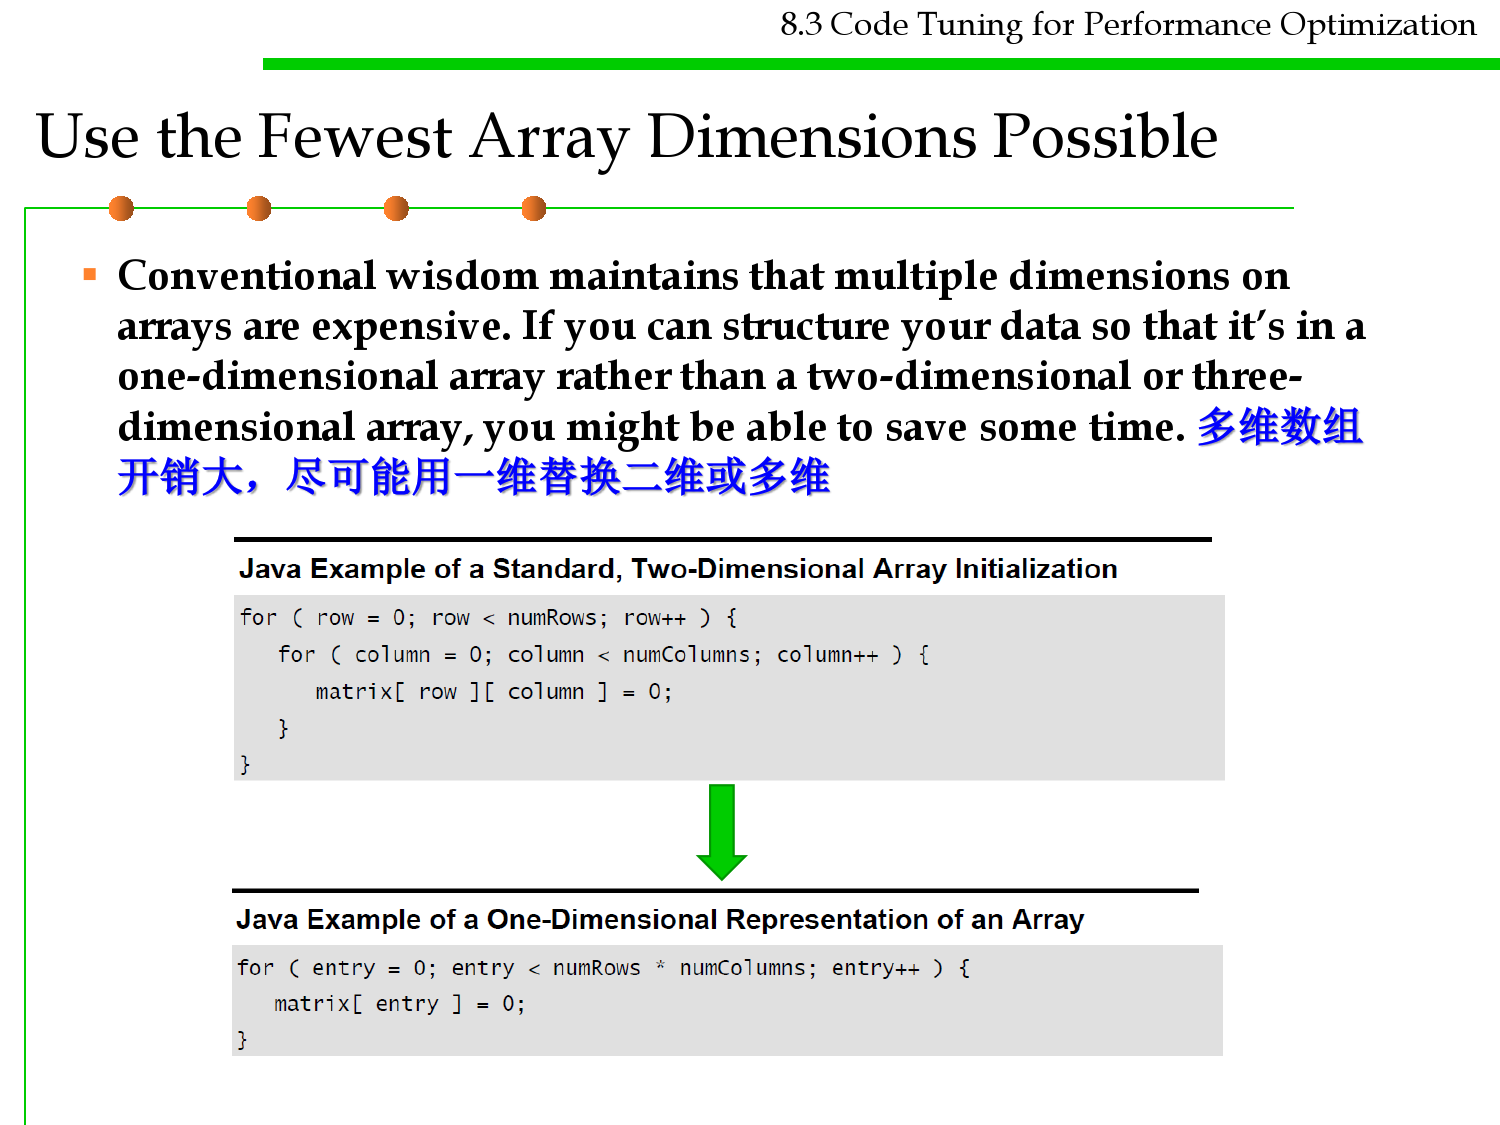 8.3 Code Tuning for Performance Optimization
Use the Fewest Array Dimensions Possible
Conventional wisdom maintains that multiple dimensions on
arrays are expensive. If you can structure your data so that it’s in a
one-dimensional array rather than a two-dimensional or three-
dimensional array, you might be able to save some time. 多维数组
开销大，尽可能用一维替换二维或多维
Java Example of a Standard, Two-Dimensional Array Initialization
for ( row = 0; row < numRows; row++ ) {
   for ( column = 0; column < numColumns; column++ ) {
      matrix[ row ][ column ] = 0;
   }
}
Java Example of a One-Dimensional Representation of an Array
for ( entry = 0; entry < numRows * numColumns; entry++ ) {
   matrix[ entry ] = 0;
}